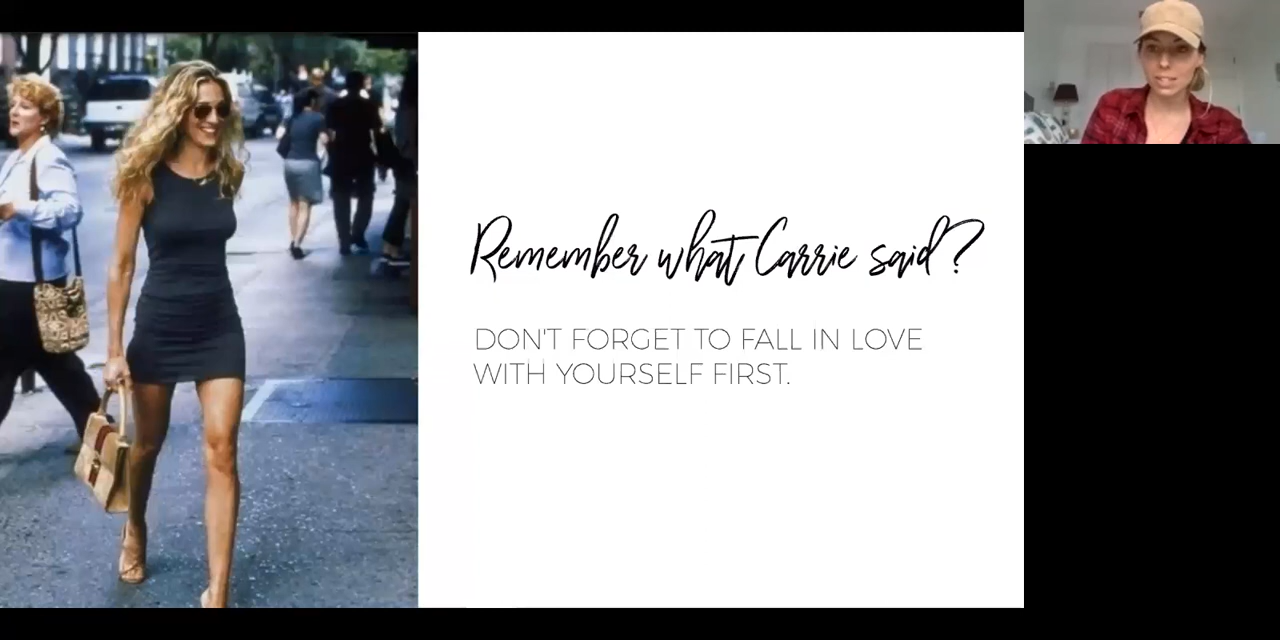 Remember what Carrie said?
DON'T FORGET TO FALL IN LOVE
WITH YOURSELF FIRST.